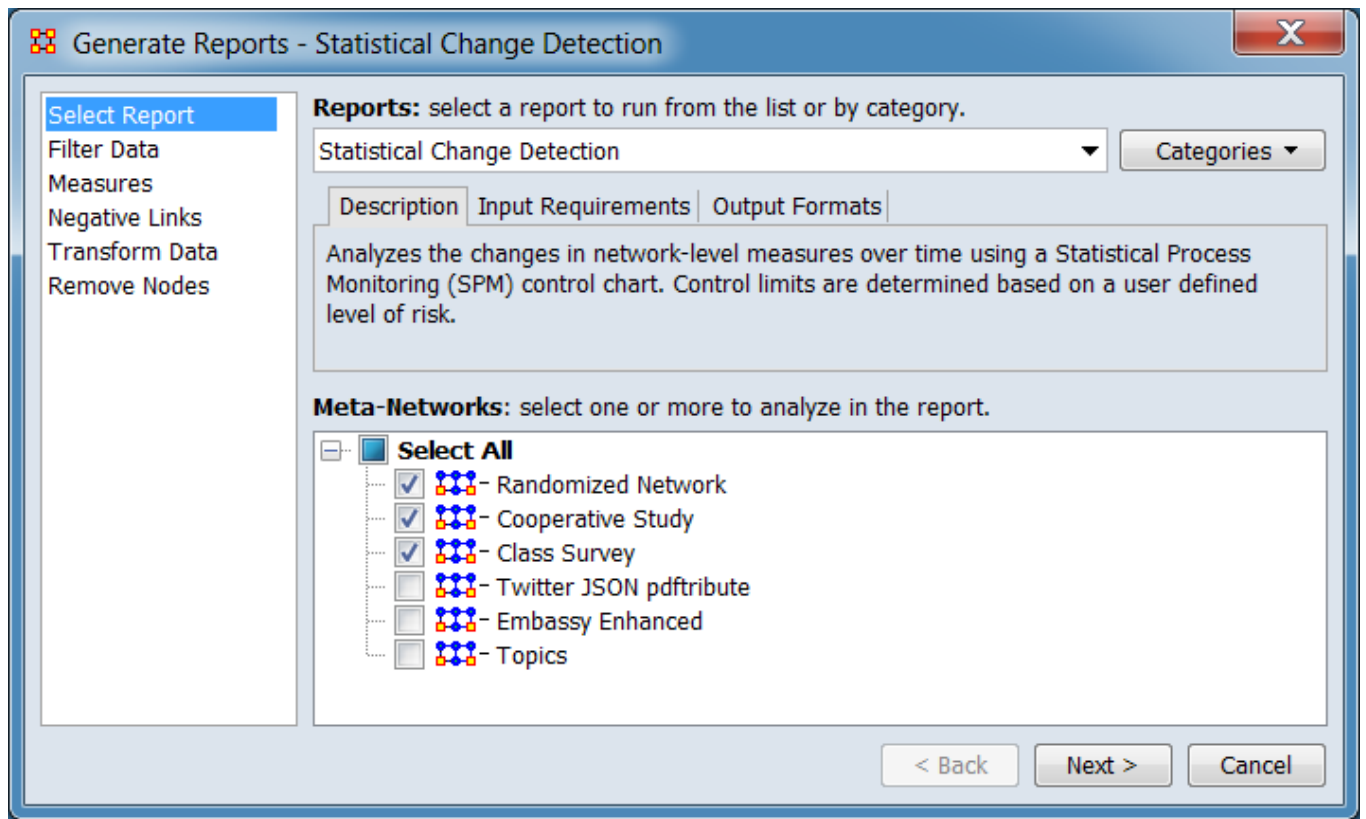 Generate Reports - Statistical Change Detection
X
Select Report
Filter Data
Measures
Negative Links
Transform Data
Remove Nodes
Reports: select a report to run from the list or by category.
Statistical Change Detection
Categories
Description
Input Requirements
Output Formats
Analyzes the changes in network-level measures over time using a Statistical Process
Monitoring (SPM) control chart. Control limits are determined based on a user defined
level of risk.
Meta-Networks: select one or more to analyze in the report.
Select All
Randomized Network
Cooperative Study
Class Survey
Twitter JSON pdftribute
Embassy Enhanced
Topics
< Back
Next >
Cancel